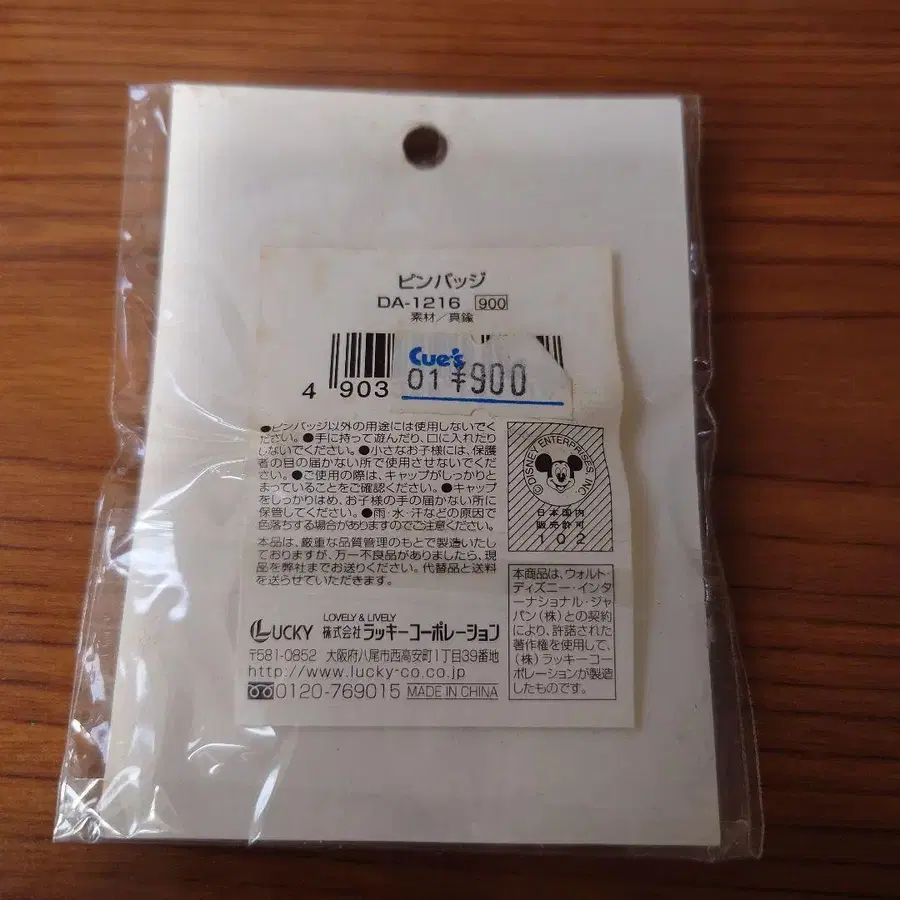 ピンバッジ
DA-1216 900
素材/真鍮
Cue's
4 903
01 ¥900
●ピンバッジ以外の用途には使用しないでく
ださい。●手に持って遊んだり、口に入れたり
しないでください。●小さなお子様には、保護
者の目の届かない所で使用させないでくだ
さい。●ご使用の際は、キャップがしっかりと
まっていることをご確認ください。●キャップ
をしっかりはめ、お子様の手の届かない所に
保管してください。●雨・水・汗などの原因で
色落ちする場合がありますのでご注意ください。
本品は、厳重な品質管理のもとで製造いたし
ておりますが、万一不良品がありましたら、現
品を弊社までお送りください。代替品と送料
を送らせていただきます。
©DISNEY ENTERPRISES, INC
日本国内
販売許可
102
本商品は、ウォルト・
ディズニー・インター
ナショナル・ジャ
パン(株)との契約
により、許諾された
著作権を使用して、
(株)ラッキーコー
ポレーションが製造
したものです。
LOVELY & LIVELY
LUCKY 株式会社ラッキーコーポレーション
〒581-0852 大阪府八尾市西高安町1丁目39番地
http://www.lucky-co.co.jp
0120-769015 MADE IN CHINA